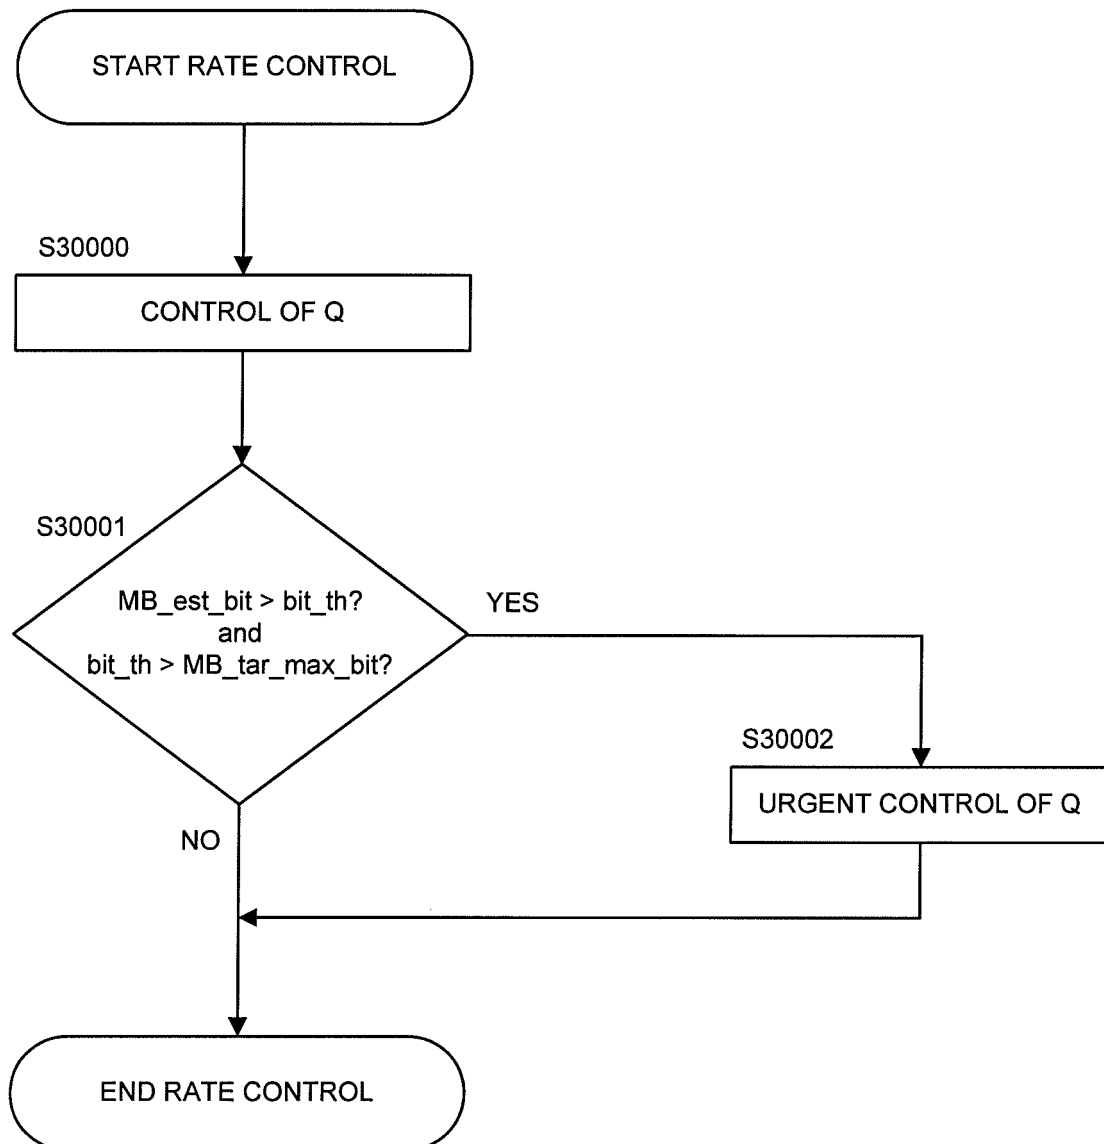 START RATE CONTROL
S30000
CONTROL OF Q
S30001
MB_est_bit > bit_th?
and
bit_th > MB_tar_max_bit?
YES
S30002
URGENT CONTROL OF Q
NO
END RATE CONTROL